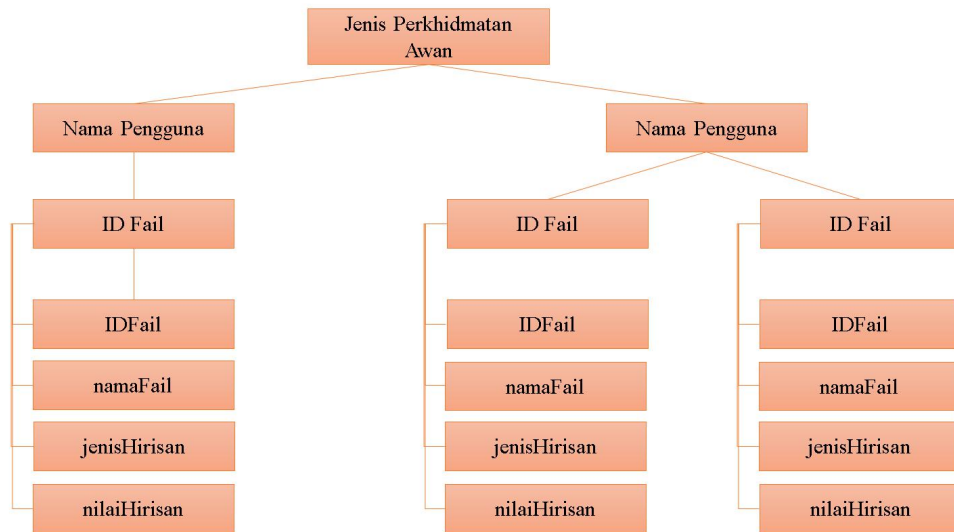 Jenis Perkhidmatan
Awan
Nama Pengguna
Nama Pengguna
ID Fail
ID Fail
ID Fail
IDFail
IDFail
IDFail
namaFail
namaFail
namaFail
jenisHirisan
jenisHirisan
jenisHirisan
nilaiHirisan
nilaiHirisan
nilaiHirisan